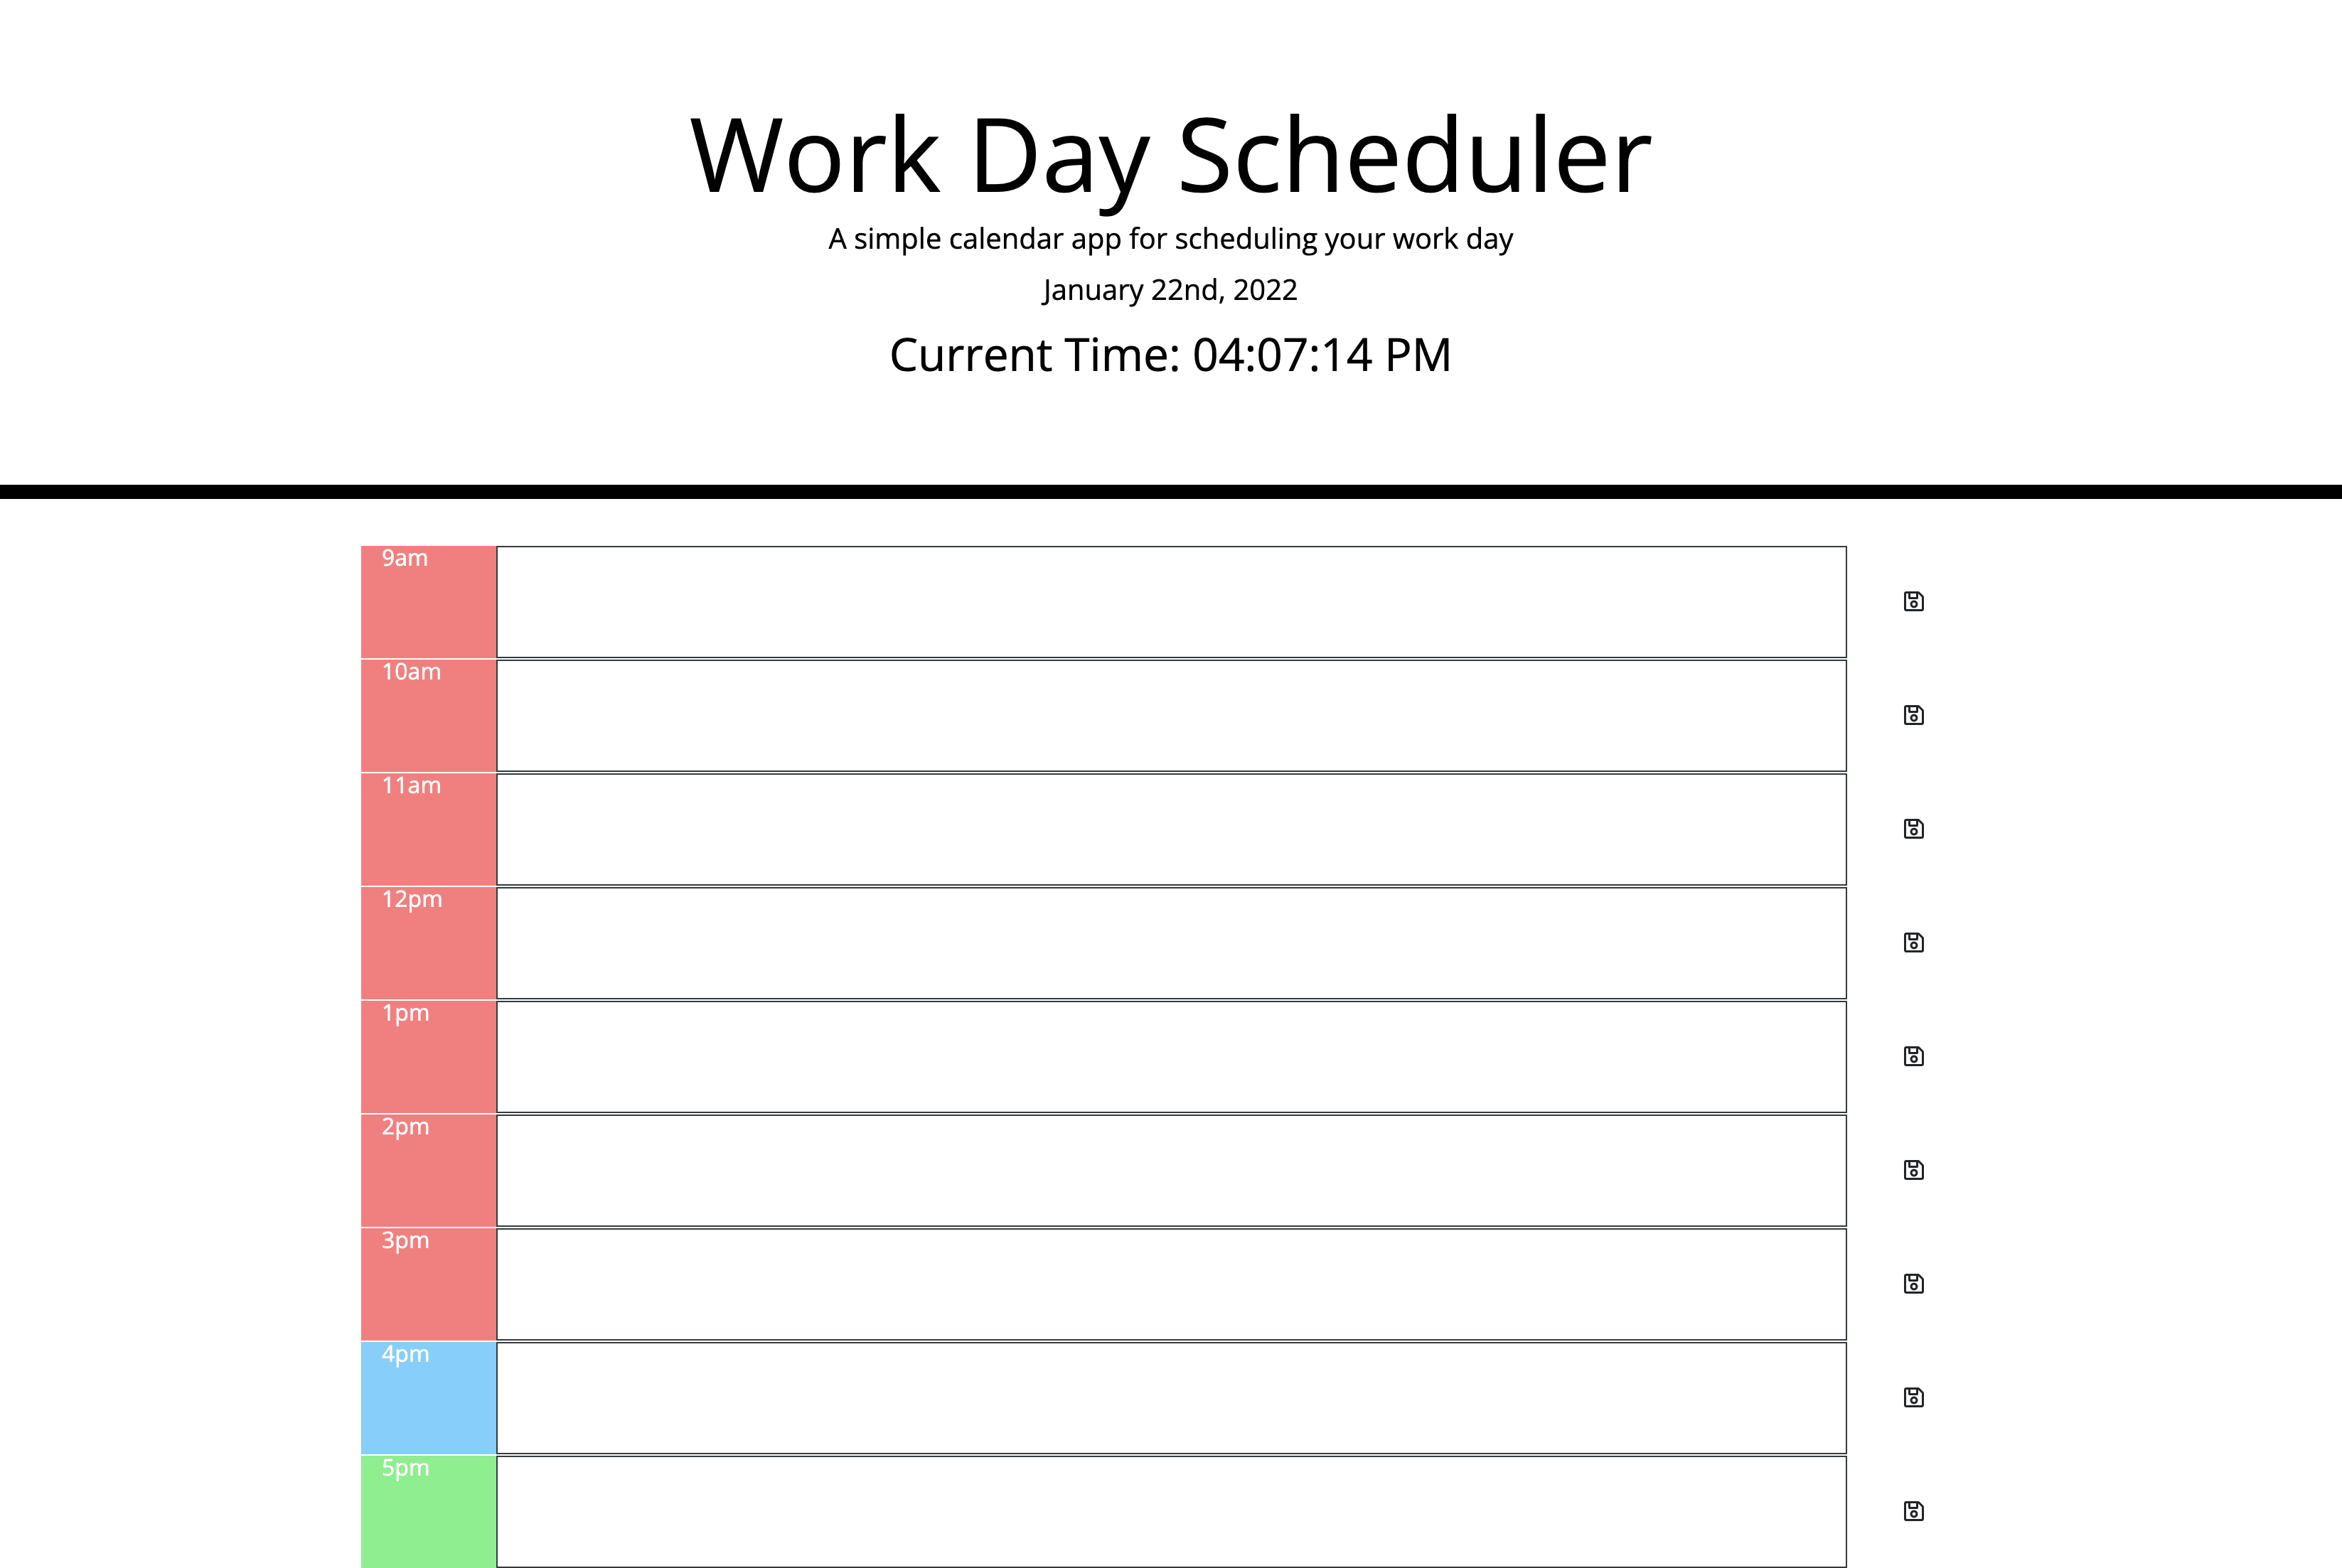 Work Day Scheduler
A simple calendar app for scheduling your work day
January 22nd, 2022
Current Time: 04:07:14 PM
9am
10am
11am
12pm
1pm
2pm
3pm
4pm
5pm